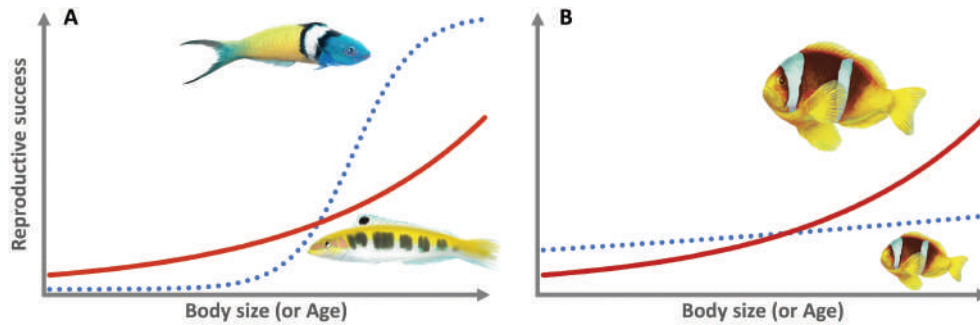 A
B
Reproductive success
Body size (or Age)
Body size (or Age)